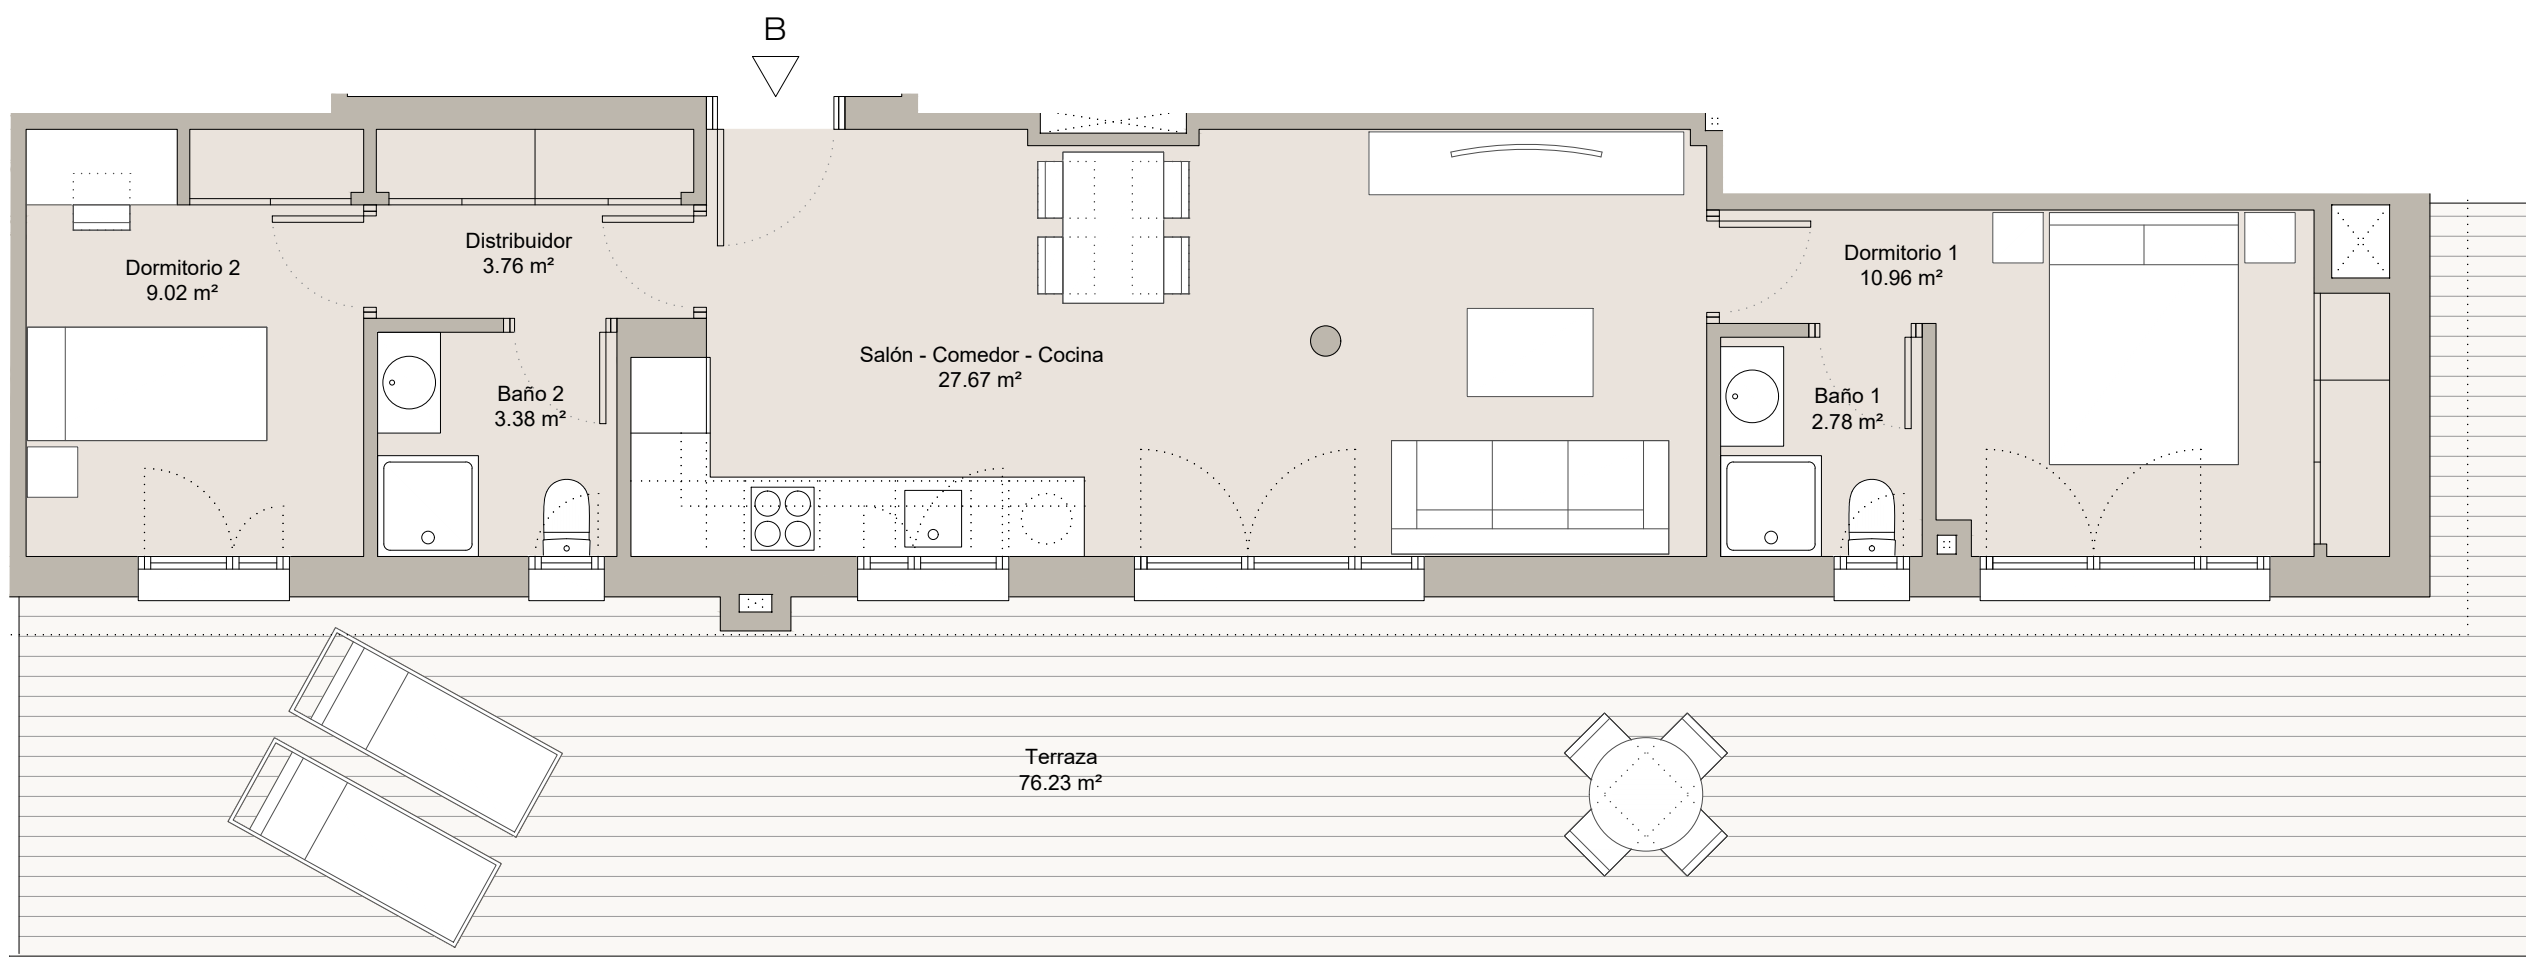 B
Distribuidor
3.76 m²
Dormitorio 2
9.02 m²
Dormitorio 1
10.96 m²
Salón - Comedor - Cocina
27.67 m²
Baño 2
3.38 m²
Baño 1
2.78 m²
Terraza
76.23 m²